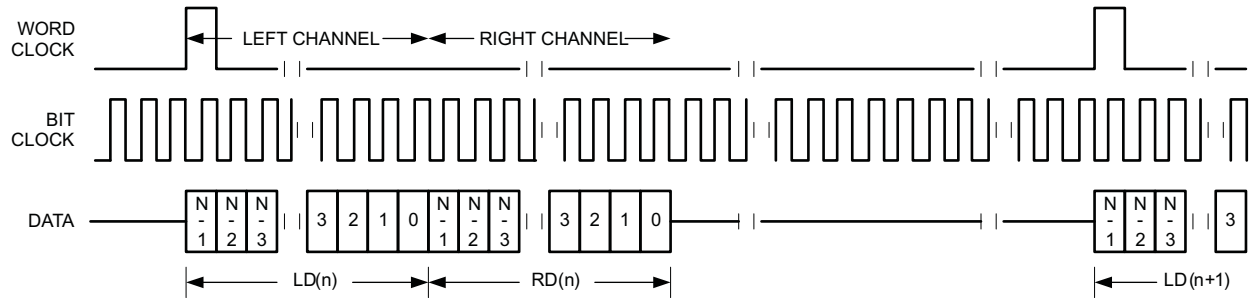 WORD
CLOCK
LEFT CHANNEL
RIGHT CHANNEL
BIT
CLOCK
DATA
N
-
1
N
-
2
N
-
3
3
2
1
0
N
-
1
N
-
2
N
-
3
3
2
1
0
N
-
1
N
-
2
N
-
3
3
LD(n)
RD(n)
LD(n+1)